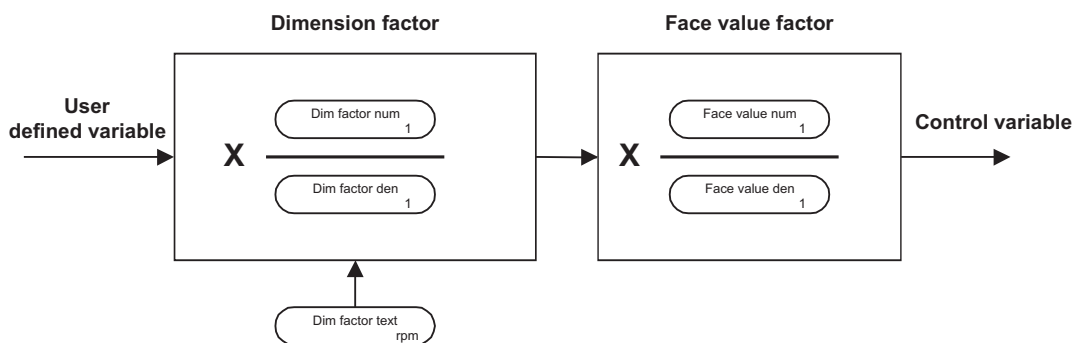 Dimension factor
Face value factor
User
defined variable
X
Dim factor num
1
Dim factor den
1
X
Face value num
1
Face value den
1
Control variable
Dim factor text
rpm